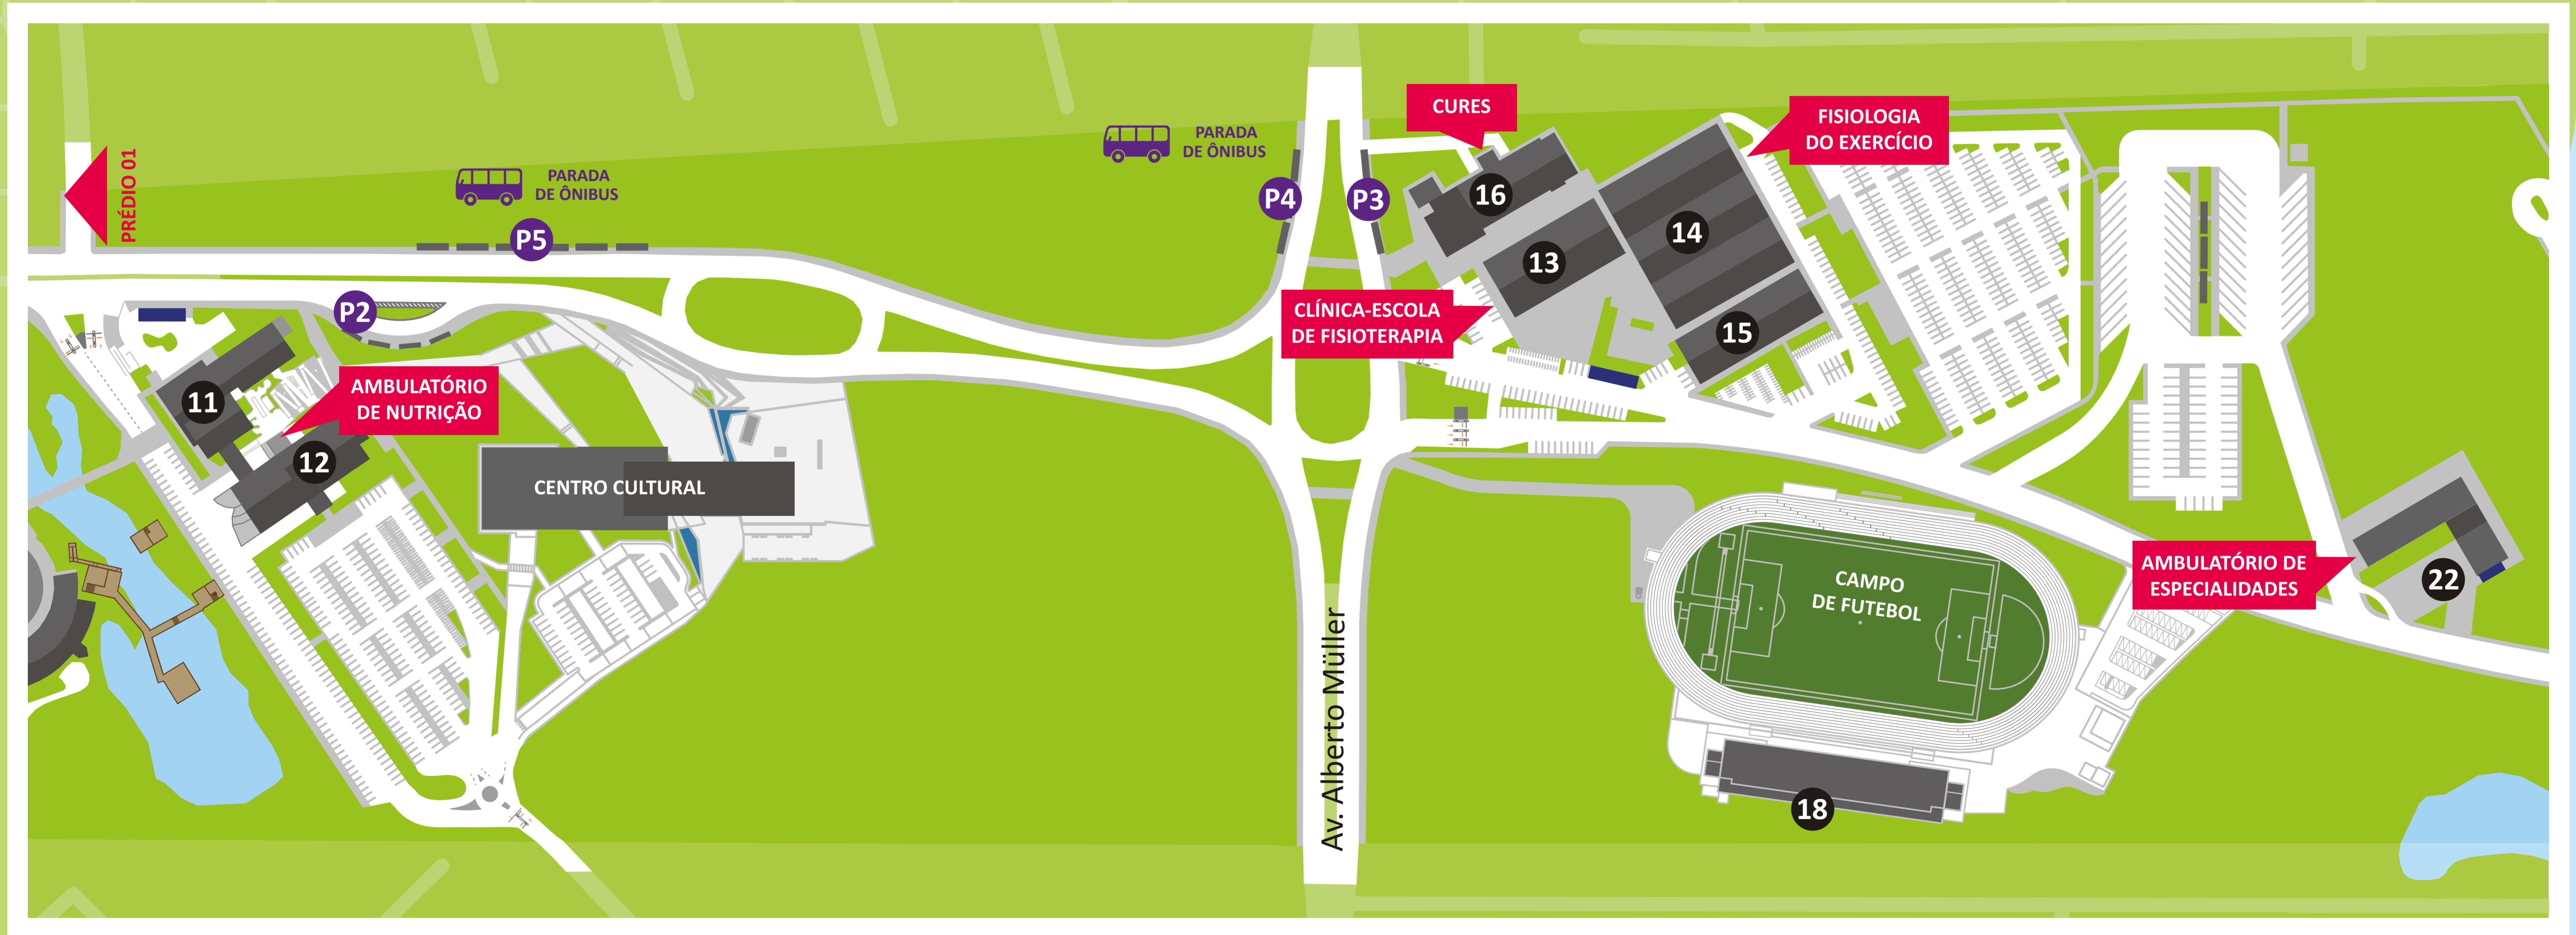 PRÉDIO 01
PARADA
DE ÔNIBUS
P5
P2
11
12
AMBULATÓRIO
DE NUTRIÇÃO
CENTRO CULTURAL
PARADA
DE ÔNIBUS
P4
P3
CURES
16
13
14
15
FISIOLOGIA
DO EXERCÍCIO
CLÍNICA-ESCOLA
DE FISIOTERAPIA
Av. Alberto Müller
CAMPO
DE FUTEBOL
18
AMBULATÓRIO DE
ESPECIALIDADES
22